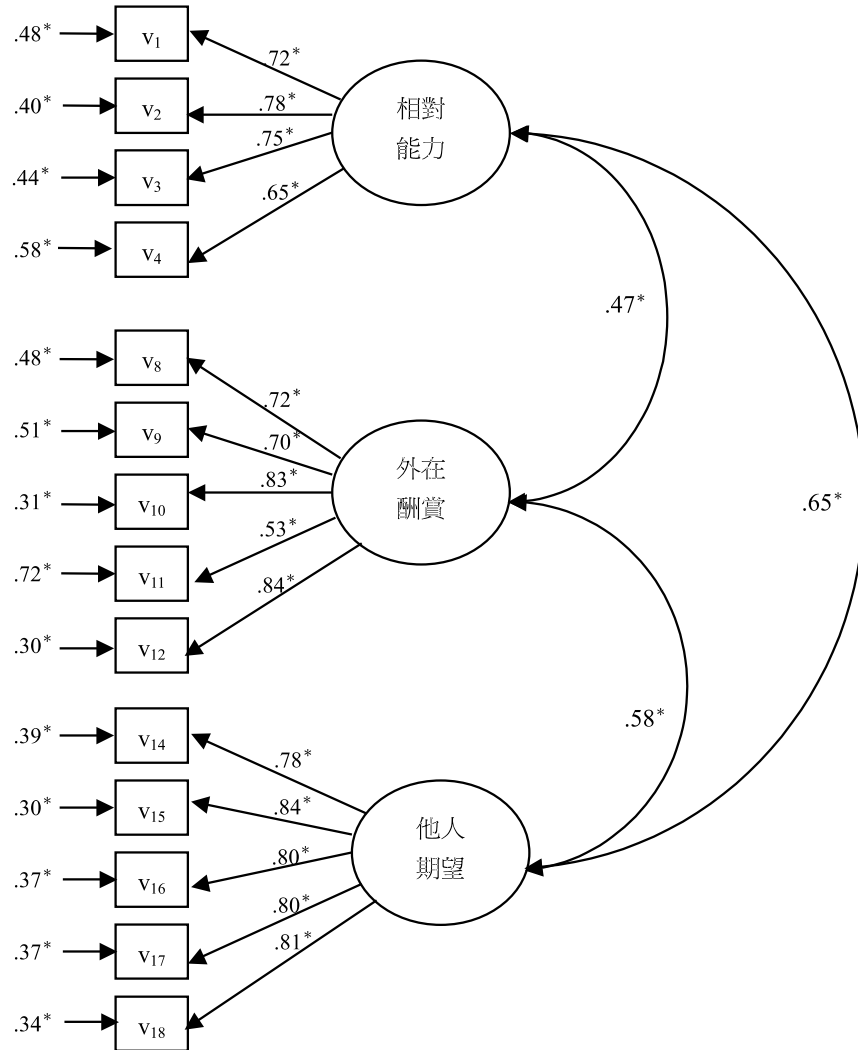 .48* v1 .72*
.40* v2 .78*
.44* v3 .75*
.58* v4 .65*
相對
能力
.47*
.48* v8 .72*
.51* v9 .70*
.31* v10 .83*
.72* v11 .53*
.30* v12 .84*
外在
酬賞
.65*
.58*
.39* v14 .78*
.30* v15 .84*
.37* v16 .80*
.37* v17 .80*
.34* v18 .81*
他人
期望